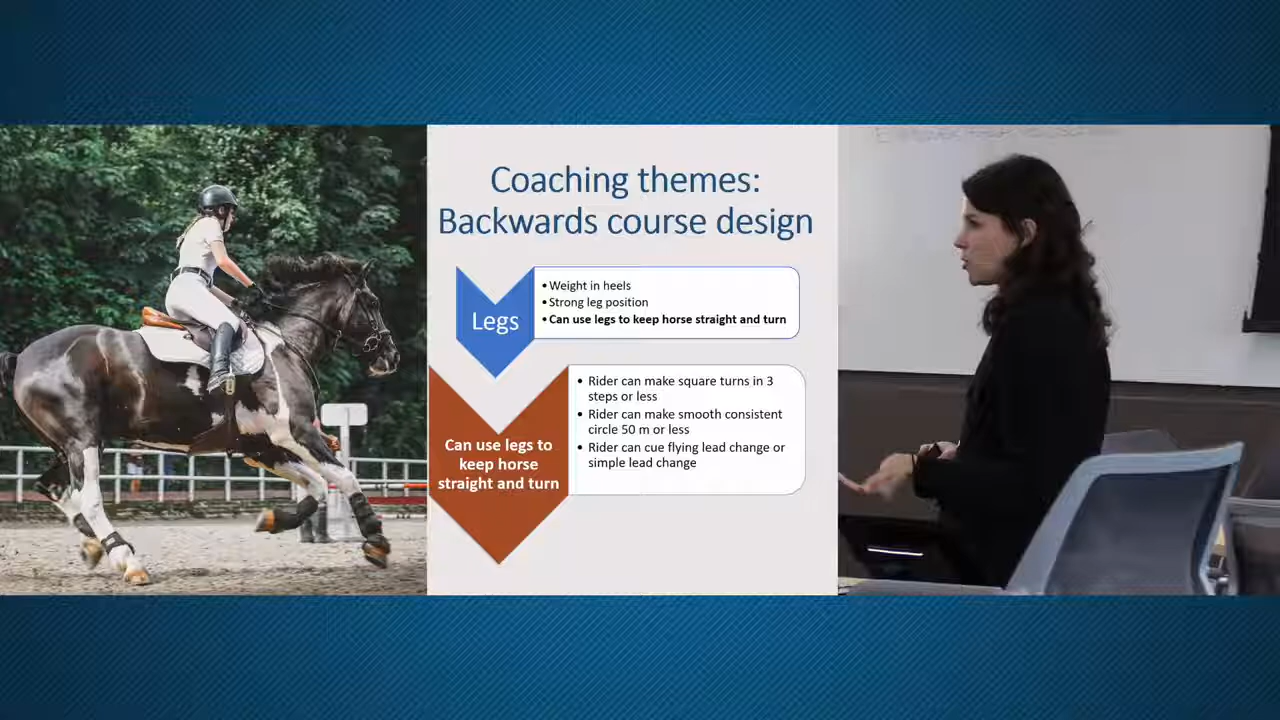 Coaching themes:
Backwards course design
Legs
• Weight in heels
• Strong leg position
• Can use legs to keep horse straight and turn
Can use legs to
keep horse
straight and turn
• Rider can make square turns in 3
steps or less
• Rider can make smooth consistent
circle 50 m or less
• Rider can cue flying lead change or
simple lead change